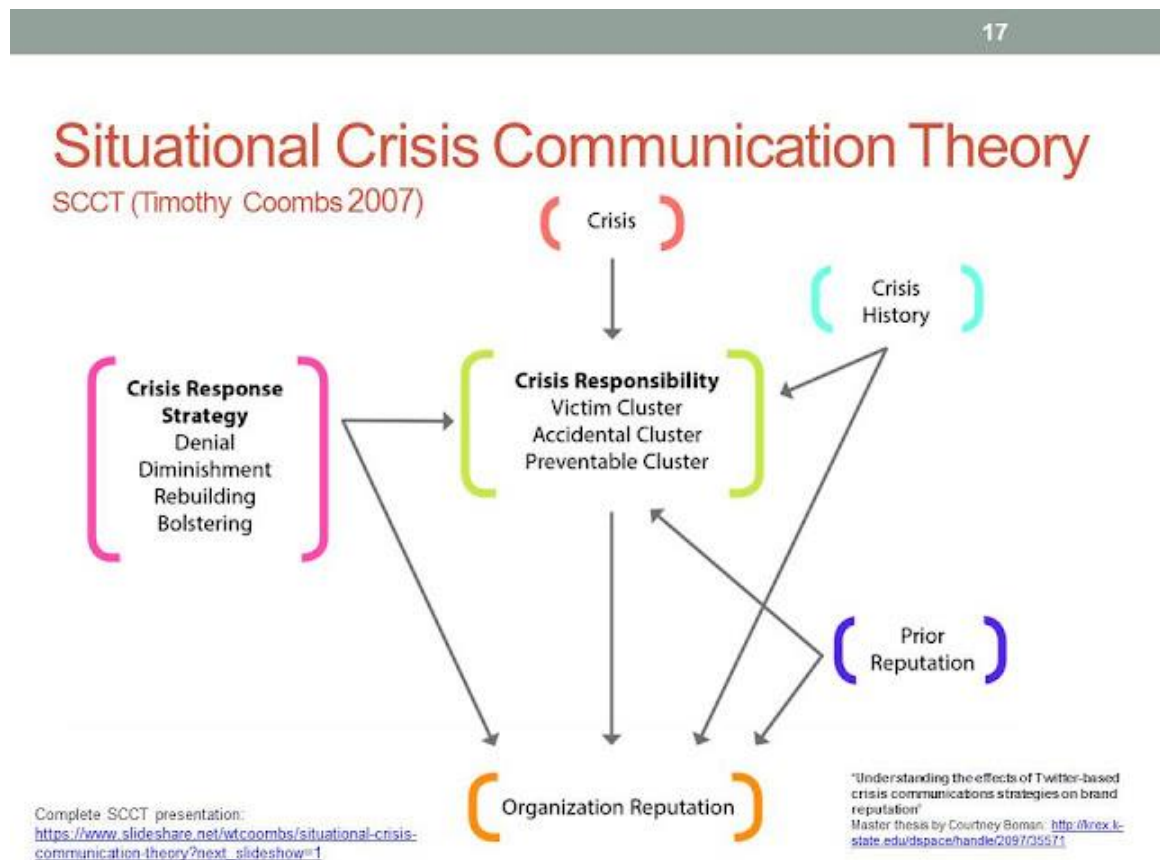 17
Situational Crisis Communication Theory
SCCT (Timothy Coombs 2007)
Crisis
Crisis
History
Crisis Response
Strategy
Denial
Diminishment
Rebuilding
Bolstering
Crisis Responsibility
Victim Cluster
Accidental Cluster
Preventable Cluster
Prior
Reputation
Organization Reputation
Complete SCCT presentation:
https://www.slideshare.net/wtcoombs/situational-crisis-
communication-theory?next_slideshow=1
"Understanding the effects of Twitter-based
crisis communications strategies on brand
reputation"
Master thesis by Courtney Boman: http://krex.k-
state.edu/dspace/handle/2097/35571